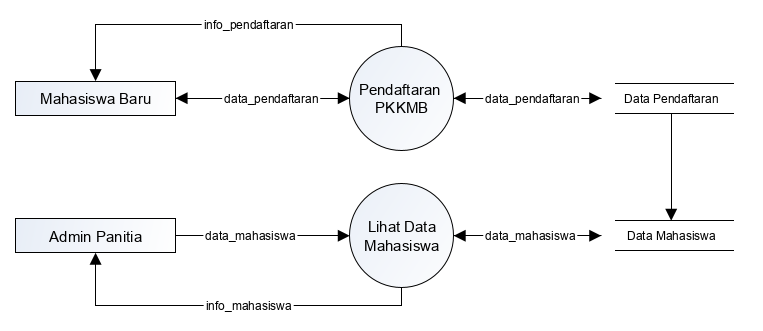 info_pendaftaran
Mahasiswa Baru
data_pendaftaran
Pendaftaran
PKKMB
data_pendaftaran
Data Pendaftaran
Admin Panitia
data_mahasiswa
Lihat Data
Mahasiswa
data_mahasiswa
Data Mahasiswa
info_mahasiswa